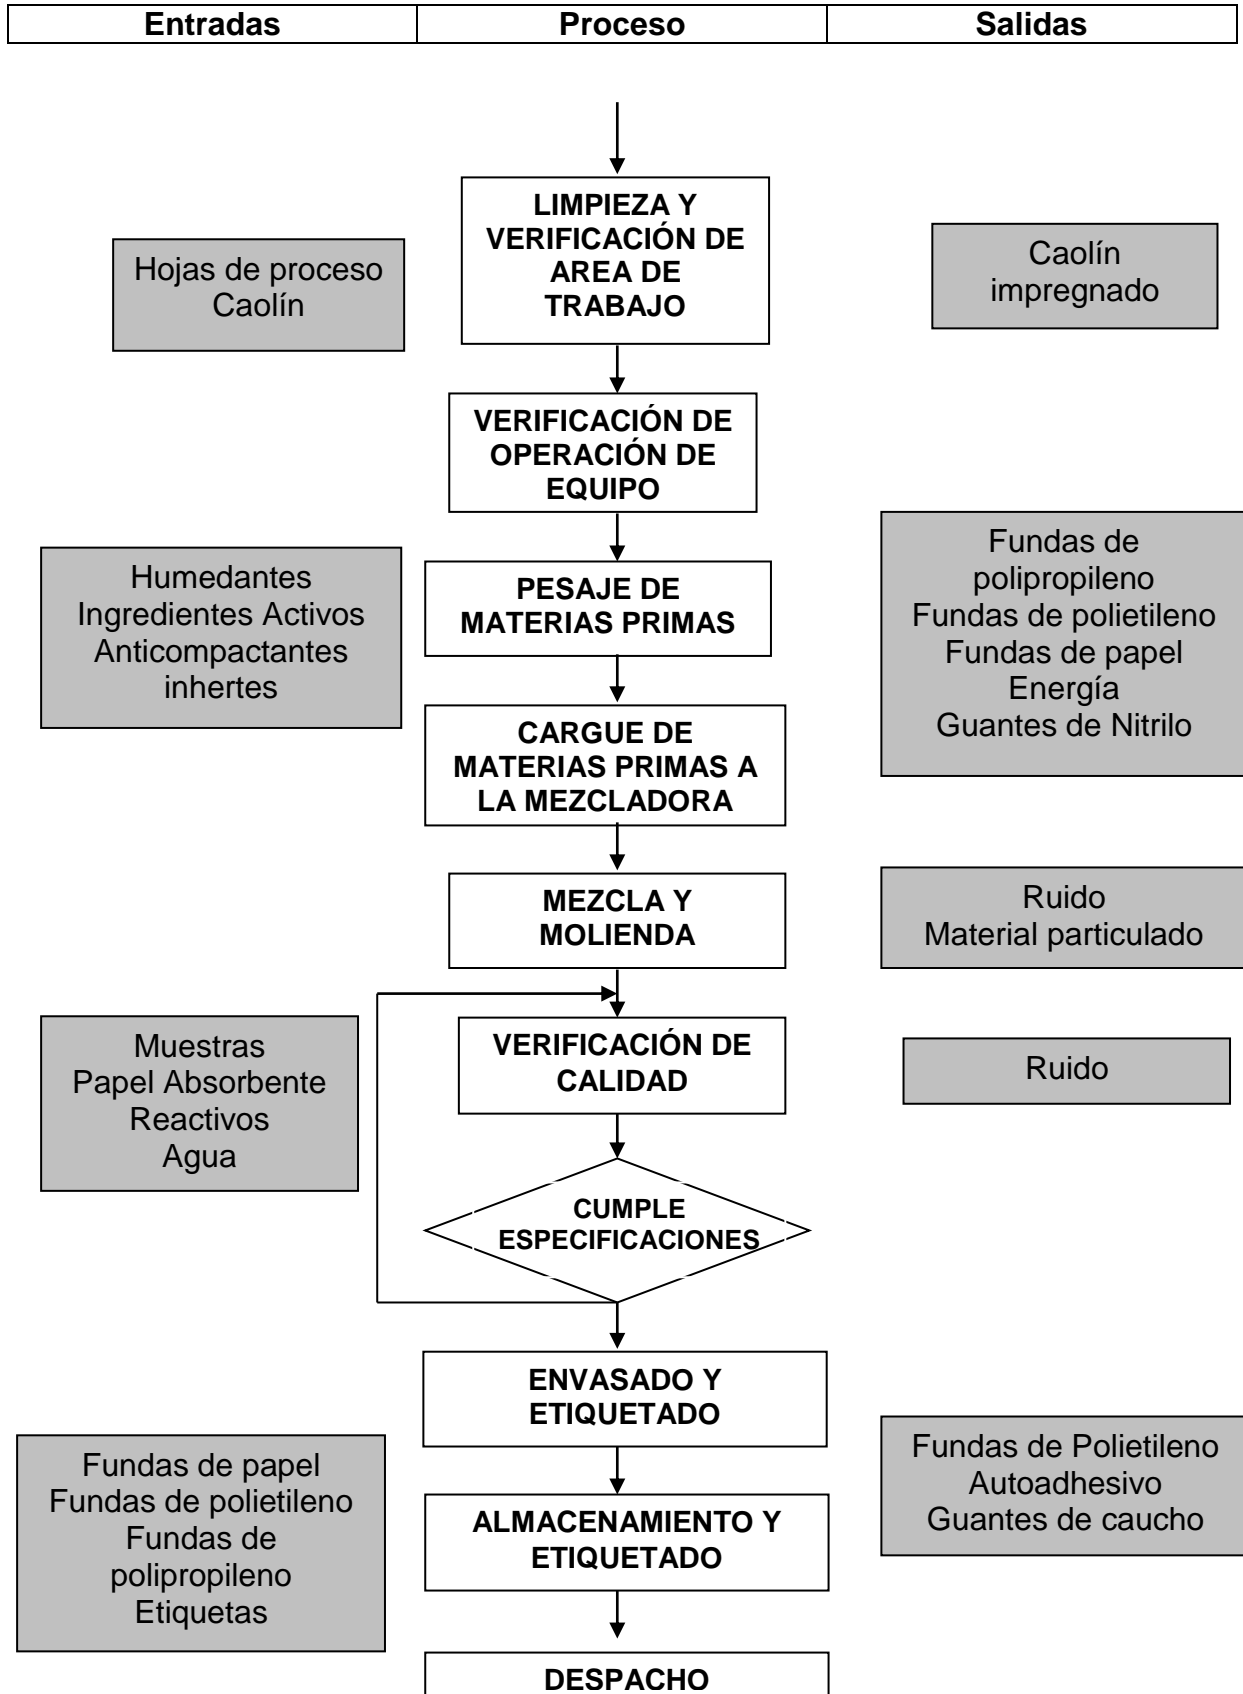 Entradas
Proceso
Salidas
LIMPIEZA Y
VERIFICACIÓN DE
AREA DE
TRABAJO
Hojas de proceso
Caolín
Caolín
impregnado
VERIFICACIÓN DE
OPERACIÓN DE
EQUIPO
Humedantes
Ingredientes Activos
Anticompactantes
inhertes
PESAJE DE
MATERIAS PRIMAS
Fundas de
polipropileno
Fundas de polietileno
Fundas de papel
Energía
Guantes de Nitrilo
CARGUE DE
MATERIAS PRIMAS A
LA MEZCLADORA
MEZCLA Y
MOLIENDA
Ruido
Material particulado
Muestras
Papel Absorbente
Reactivos
Agua
VERIFICACIÓN DE
CALIDAD
Ruido
CUMPLE
ESPECIFICACIONES
ENVASADO Y
ETIQUETADO
Fundas de papel
Fundas de polietileno
Fundas de
polipropileno
Etiquetas
ALMACENAMIENTO Y
ETIQUETADO
Fundas de Polietileno
Autoadhesivo
Guantes de caucho
DESPACHO